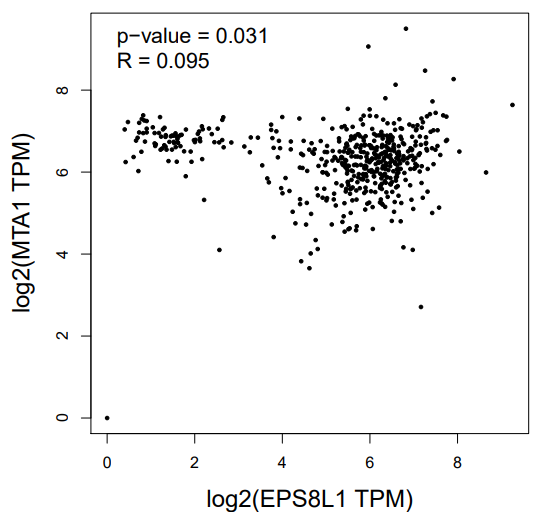 p−value = 0.031
R = 0.095
8
6
4
2
0
log2(MTA1 TPM)
0 2 4 6 8
log2(EPS8L1 TPM)